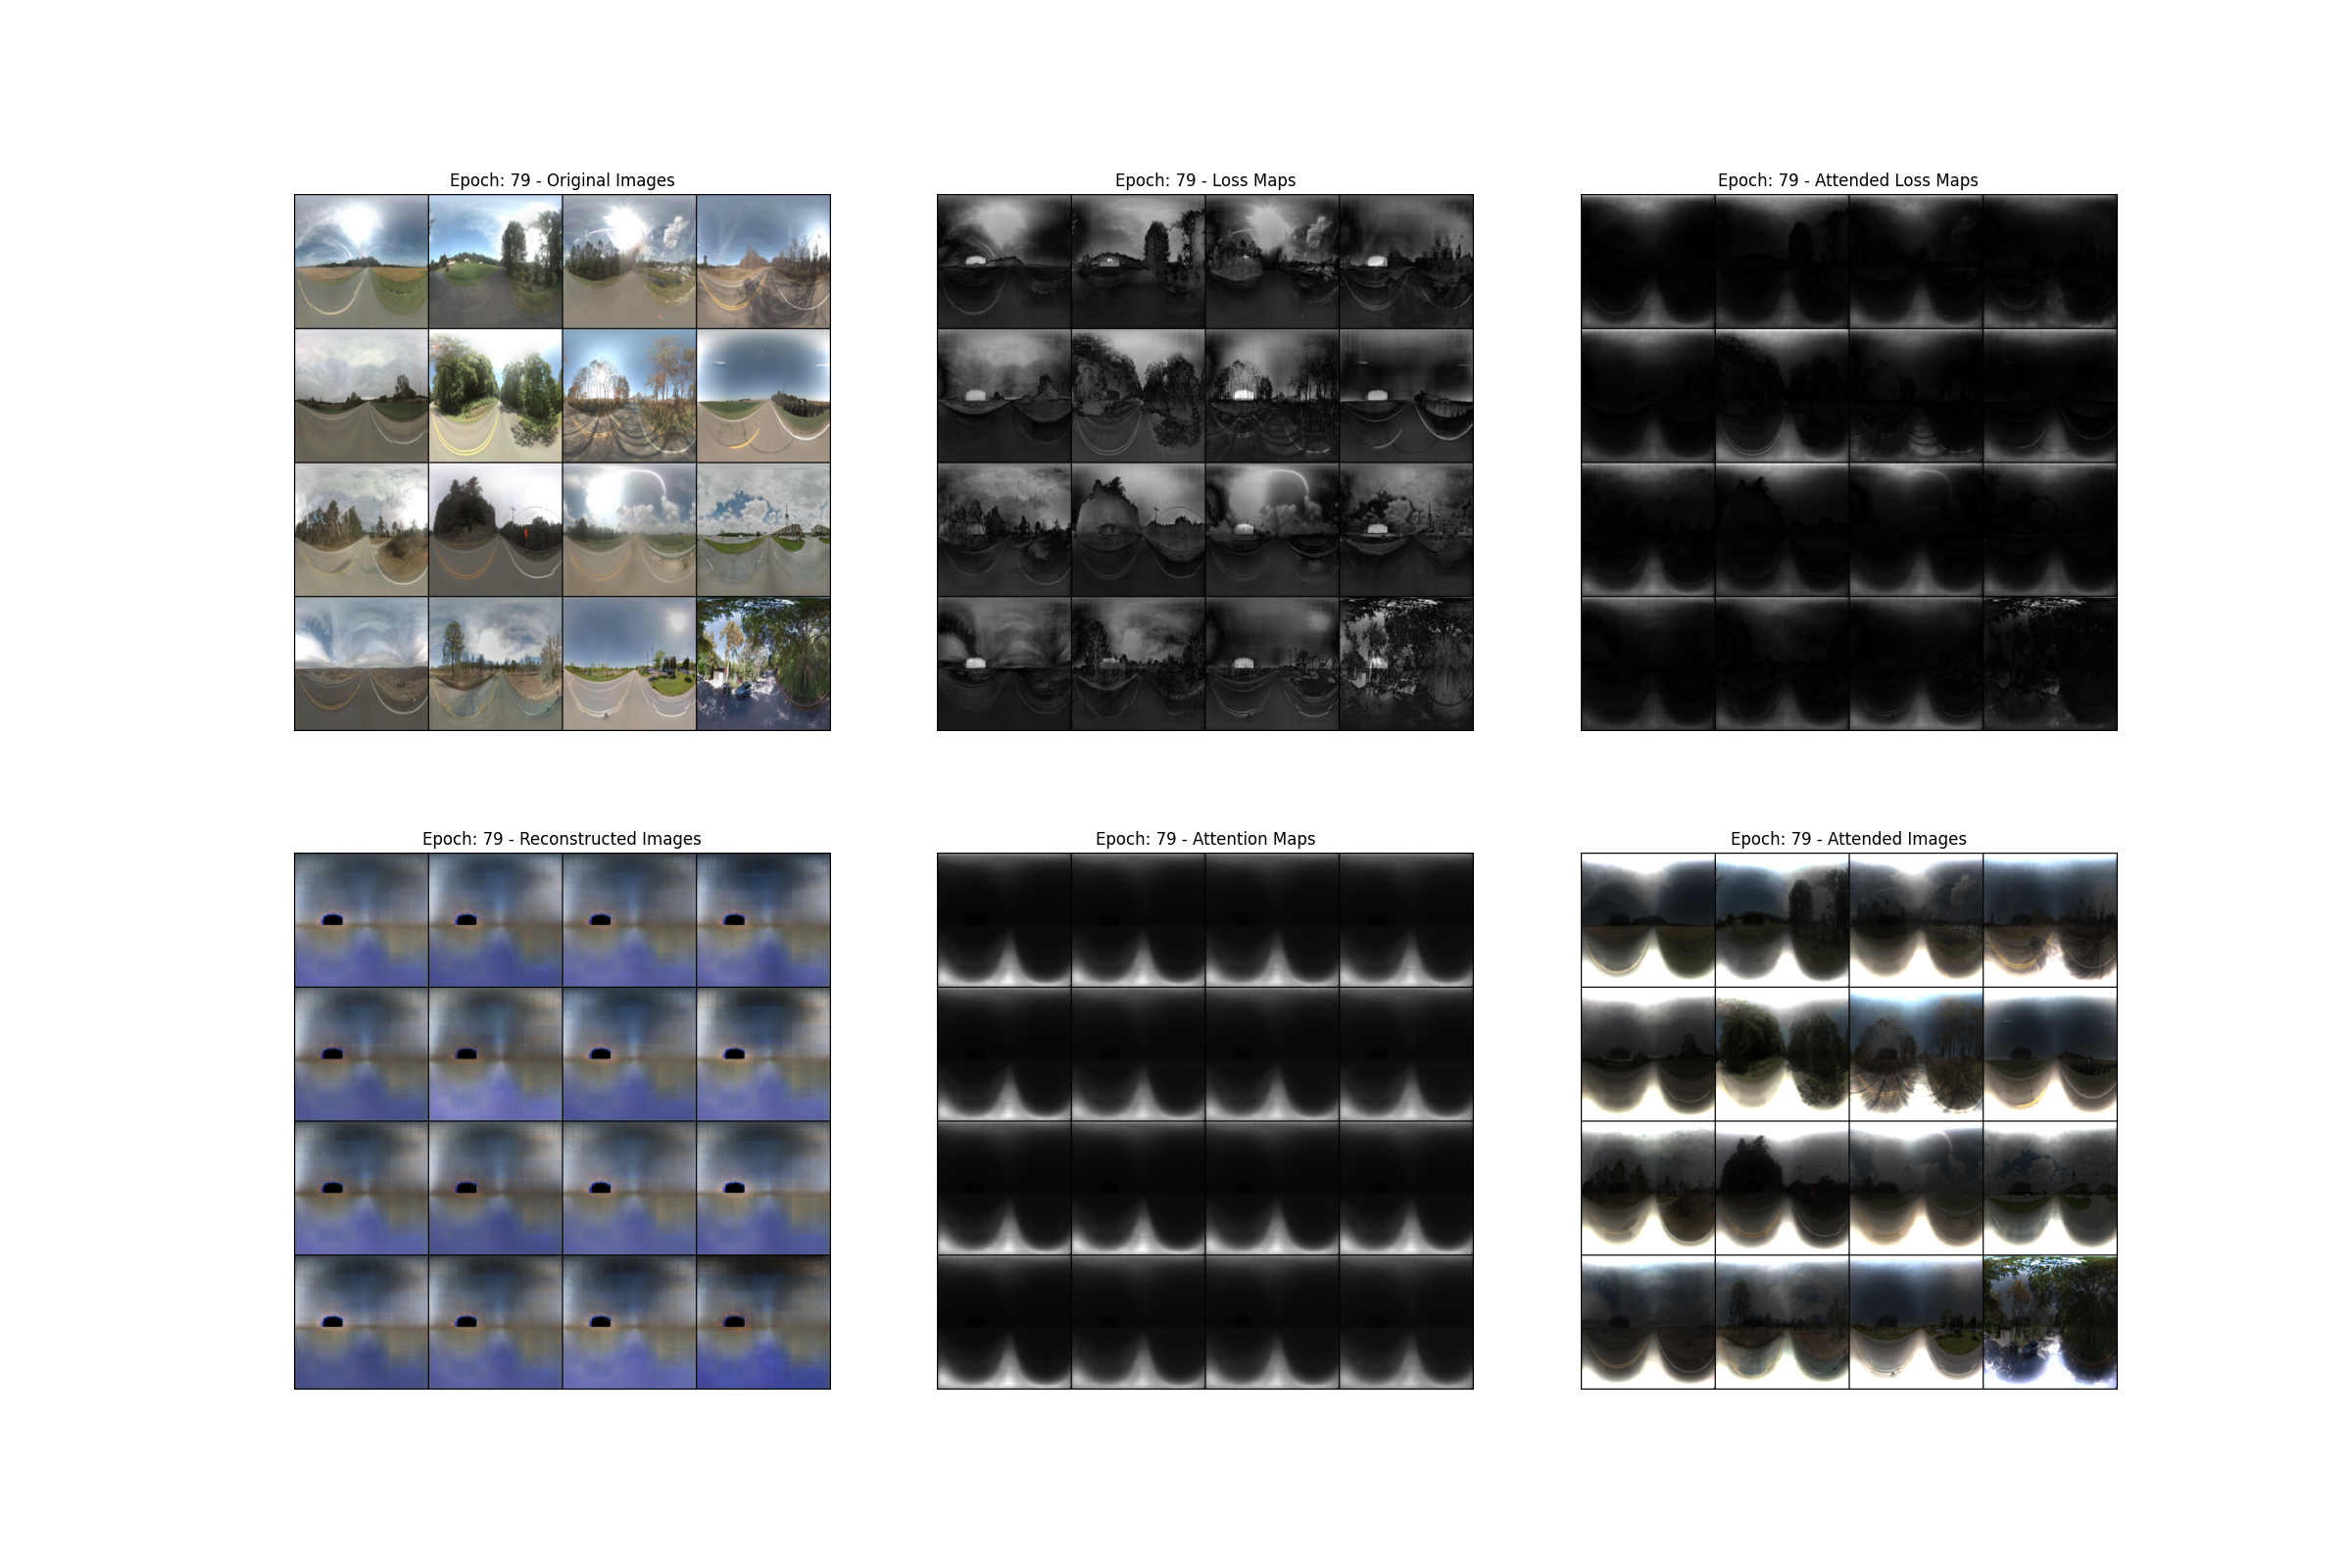 Epoch: 79 - Original Images
Epoch: 79 - Loss Maps
Epoch: 79 - Attended Loss Maps
Epoch: 79 - Reconstructed Images
Epoch: 79 - Attention Maps
Epoch: 79 - Attended Images